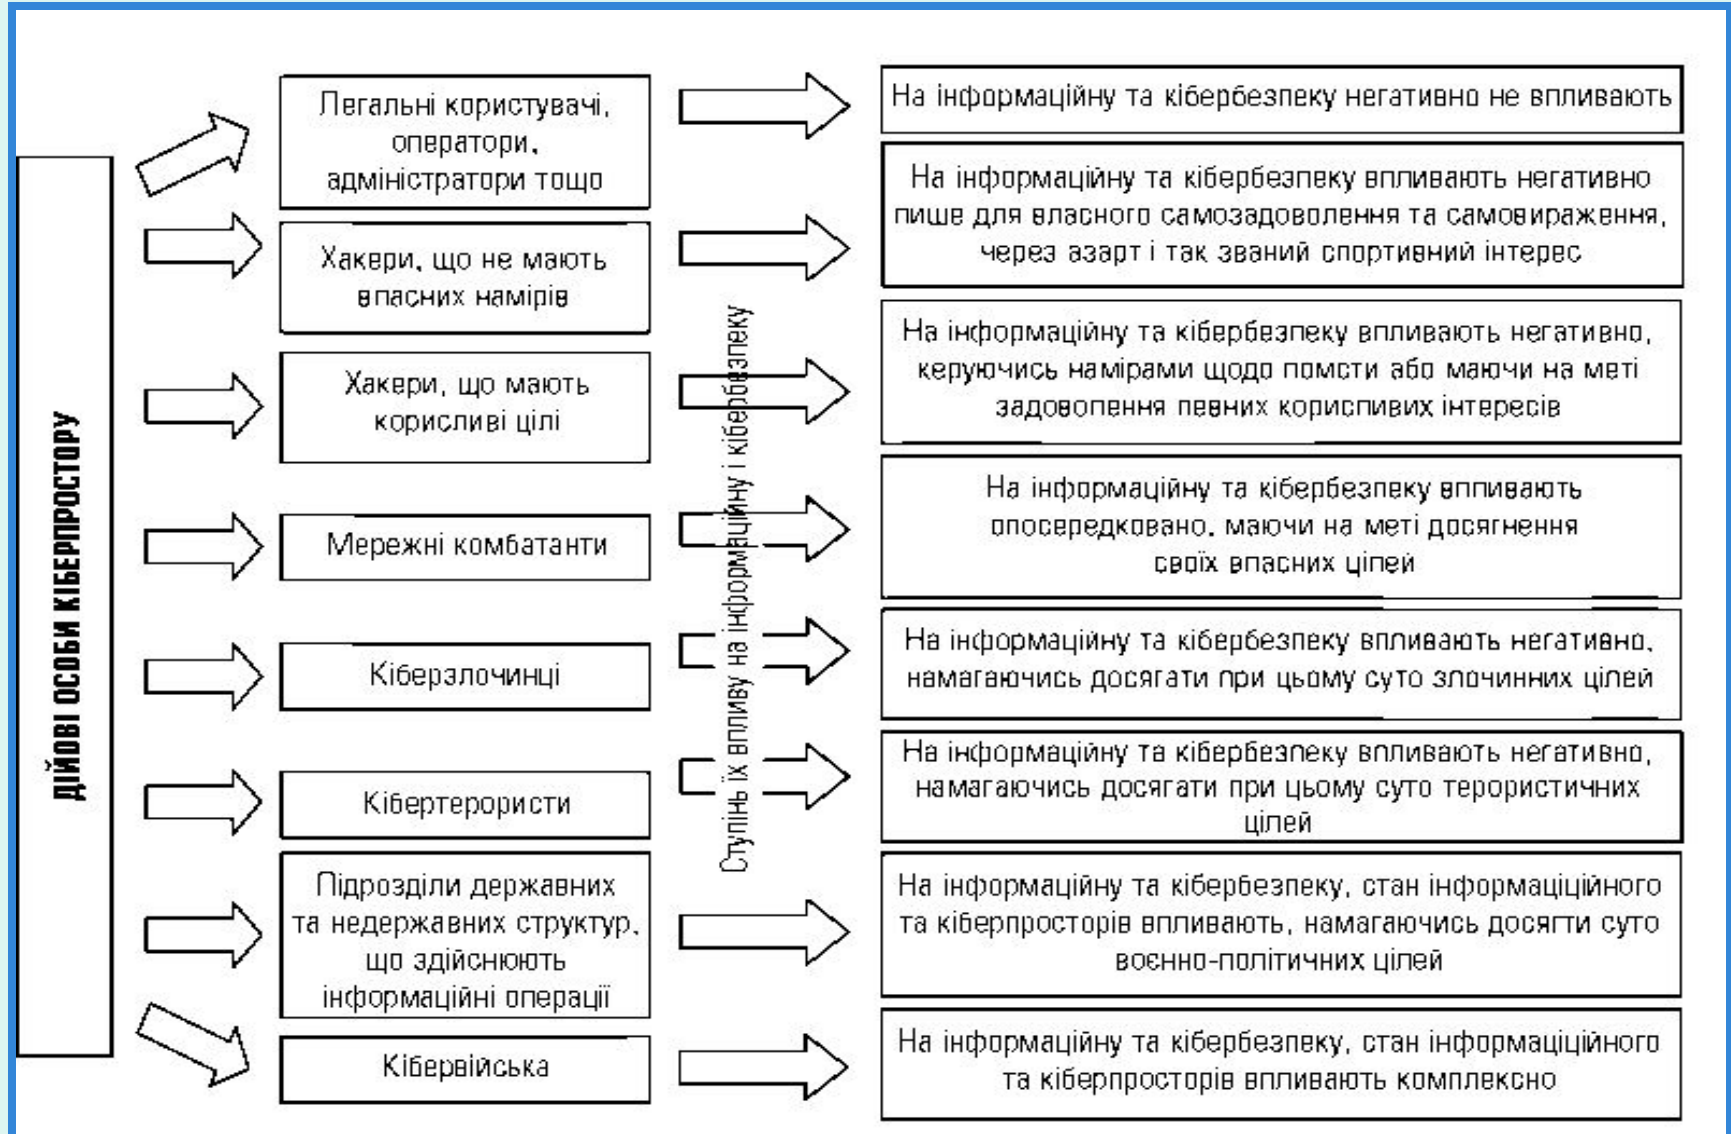 ДІЙОВІ ОСОБИ КІБЕРПРОСТОРУ
Легальні користувачі,
оператори,
адміністратори тощо
На інформаційну та кібербезпеку негативно не впливають
Хакери, що не мають
власних намірів
На інформаційну та кібербезпеку впливають негативно
лише для власного самозадоволення та самовираження,
через азарт і так званий спортивний інтерес
Хакери, що мають
корисливі цілі
На інформаційну та кібербезпеку впливають негативно,
керуючись намірами щодо помсти або маючи на меті
задоволення певних корисливих інтересів
Мережні комбатанти
На інформаційну та кібербезпеку впливають
опосередковано, маючи на меті досягнення
своїх власних цілей
Кіберзлочинці
На інформаційну та кібербезпеку впливають негативно,
намагаючись досягати при цьому суто злочинних цілей
Кібертерористи
На інформаційну та кібербезпеку впливають негативно,
намагаючись досягати при цьому суто терористичних
цілей
Підрозділи державних
та недержавних структур,
що здійснюють
інформаційні операції
На інформаційну та кібербезпеку, стан інформаціційного
та кіберпросторів впливають, намагаючись досягти суто
воєнно-політичних цілей
Кібервійська
На інформаційну та кібербезпеку, стан інформаціційного
та кіберпросторів впливають комплексно
Ступінь їх впливу на інформаційну і кібербезпеку